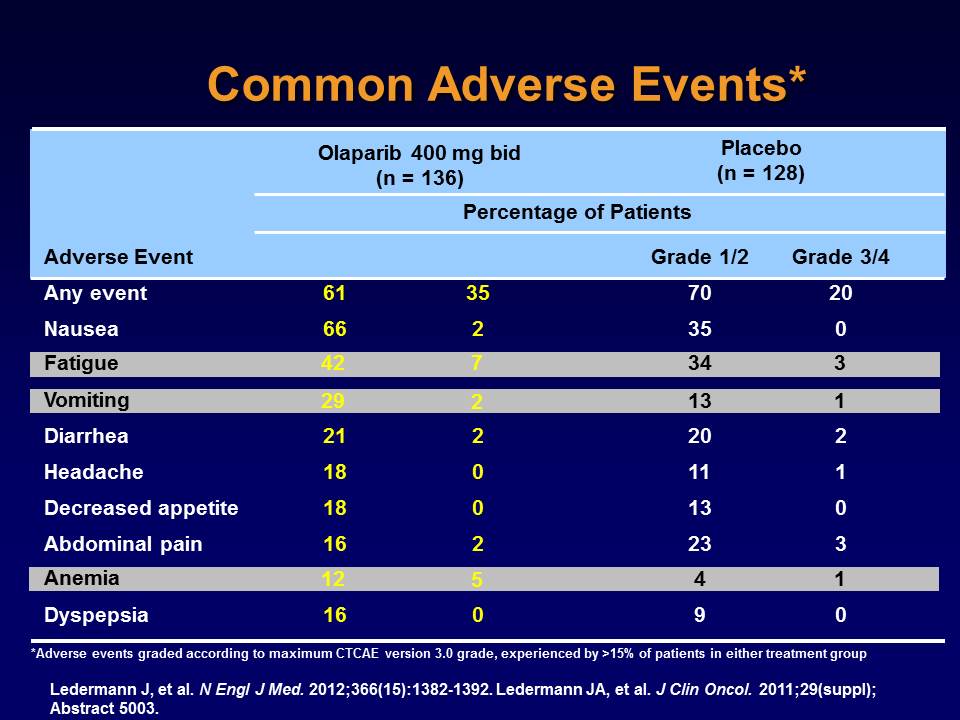 Common Adverse Events*
Olaparib 400 mg bid
(n = 136)
Placebo
(n = 128)
Percentage of Patients
Adverse Event Grade 1/2 Grade 3/4
Any event 61 35 70 20
Nausea 66 2 35 0
Fatigue 42 7 34 3
Vomiting 29 2 13 1
Diarrhea 21 2 20 2
Headache 18 0 11 1
Decreased appetite 18 0 13 0
Abdominal pain 16 2 23 3
Anemia 12 5 4 1
Dyspepsia 16 0 9 0
*Adverse events graded according to maximum CTCAE version 3.0 grade, experienced by >15% of patients in either treatment group
Ledermann J, et al. N Engl J Med. 2012;366(15):1382-1392. Ledermann JA, et al. J Clin Oncol. 2011;29(suppl);
Abstract 5003.